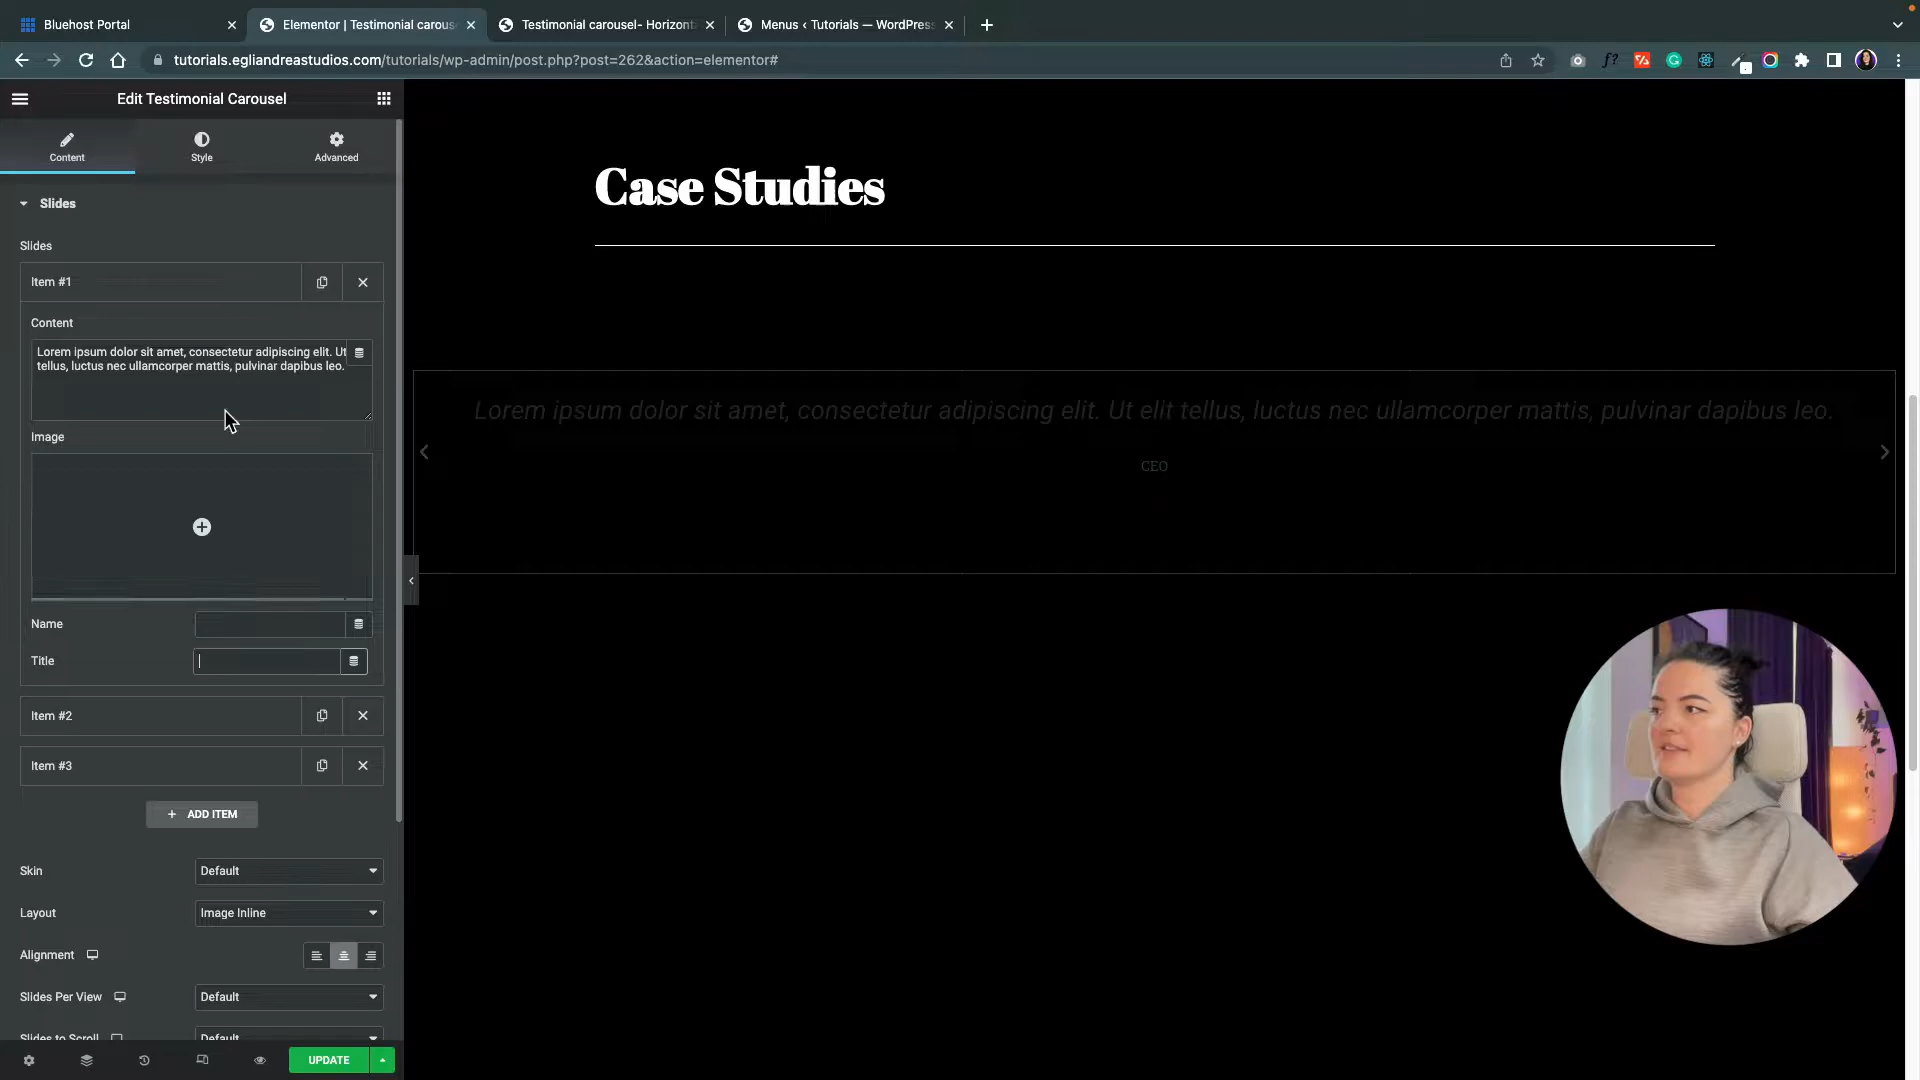 Bluehost Portal
Elementor | Testimonial carous
Testimonial carousel- Horizont
Menus ‹ Tutorials — WordPress
tutorials.egliandreastudios.com/tutorials/wp-admin/post.php?post=262&action=elementor#
Edit Testimonial Carousel
Content
Style
Advanced
Slides
Slides
Item #1
Content
Lorem ipsum dolor sit amet, consectetur adipiscing elit. Ut
tellus, luctus nec ullamcorper mattis, pulvinar dapibus leo.
Image
Name
Title
Item #2
Item #3
+ ADD ITEM
Skin
Default
Layout
Image Inline
Alignment
Slides Per View
Default
Slides to Scroll
Default
UPDATE
Case Studies
Lorem ipsum dolor sit amet, consectetur adipiscing elit. Ut elit tellus, luctus nec ullamcorper mattis, pulvinar dapibus leo.
CEO